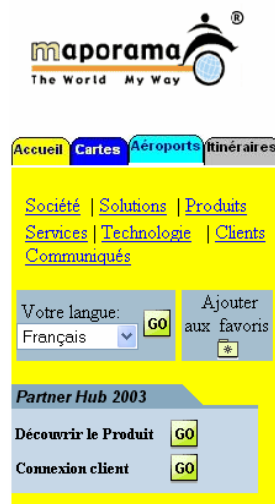 maporama ®
The World My Way
Accueil Cartes Aéroports Itinéraires
Société | Solutions | Produits
Services | Technologie | Clients
Communiqués
Votre langue:
Français GO
Ajouter
aux favoris
*
Partner Hub 2003
Découvrir le Produit GO
Connexion client GO